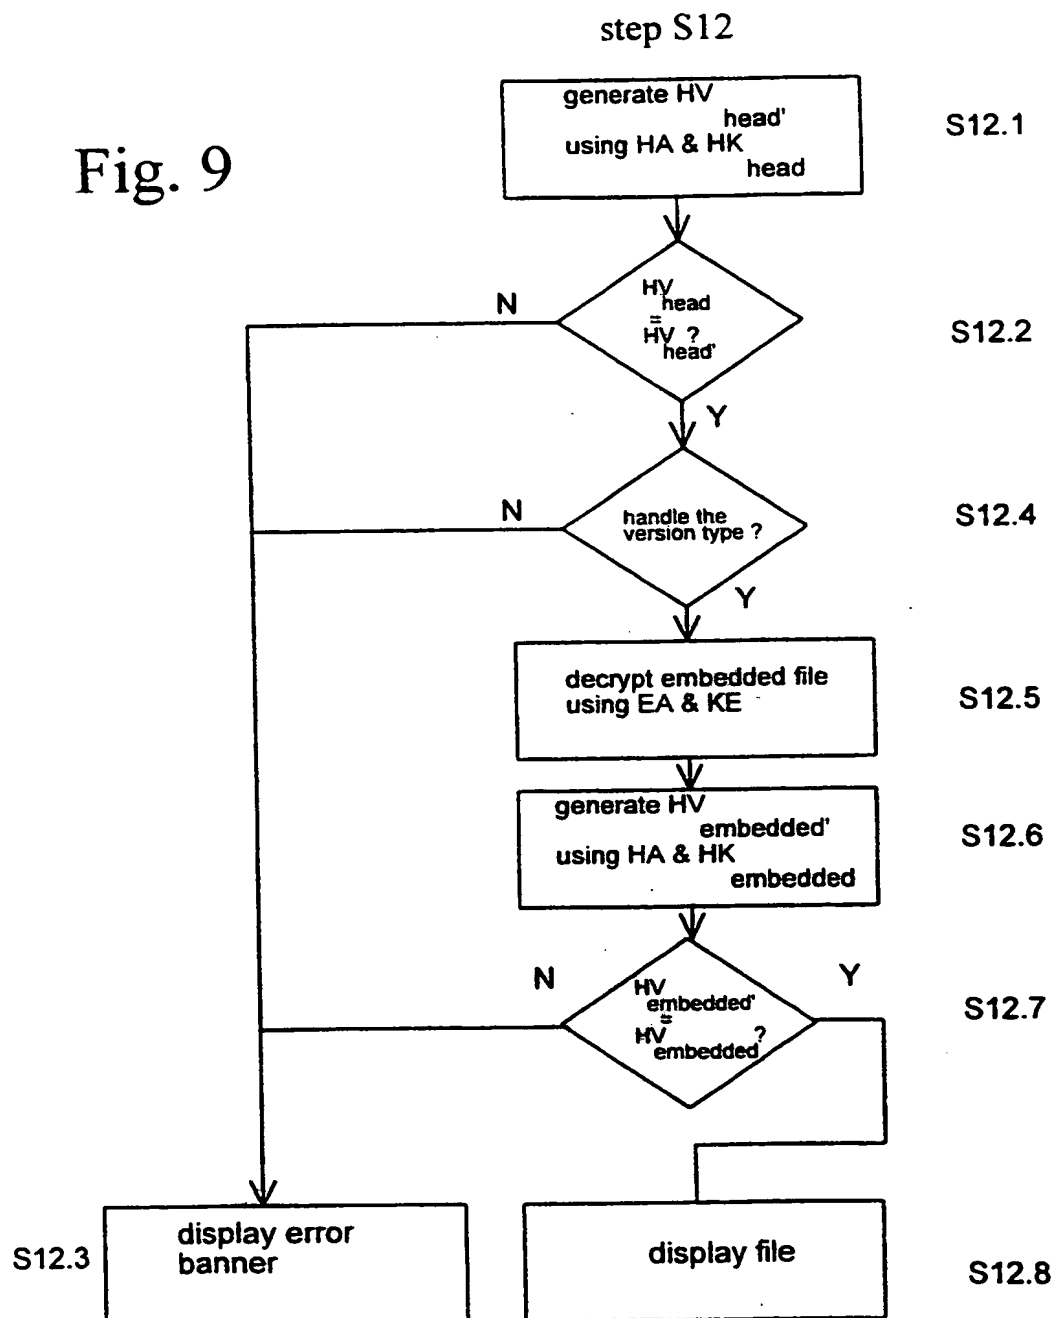 step S12
Fig. 9
generate HV
head'
using HA & HK
head
S12.1
HV
head
=
HV ?
head'
N
S12.2
Y
handle the
version type ?
N
S12.4
Y
decrypt embedded file
using EA & KE
S12.5
generate HV
embedded'
using HA & HK
embedded
S12.6
N
Y
HV
embedded'
=
HV ?
embedded
S12.7
display error
banner
S12.3
display file
S12.8